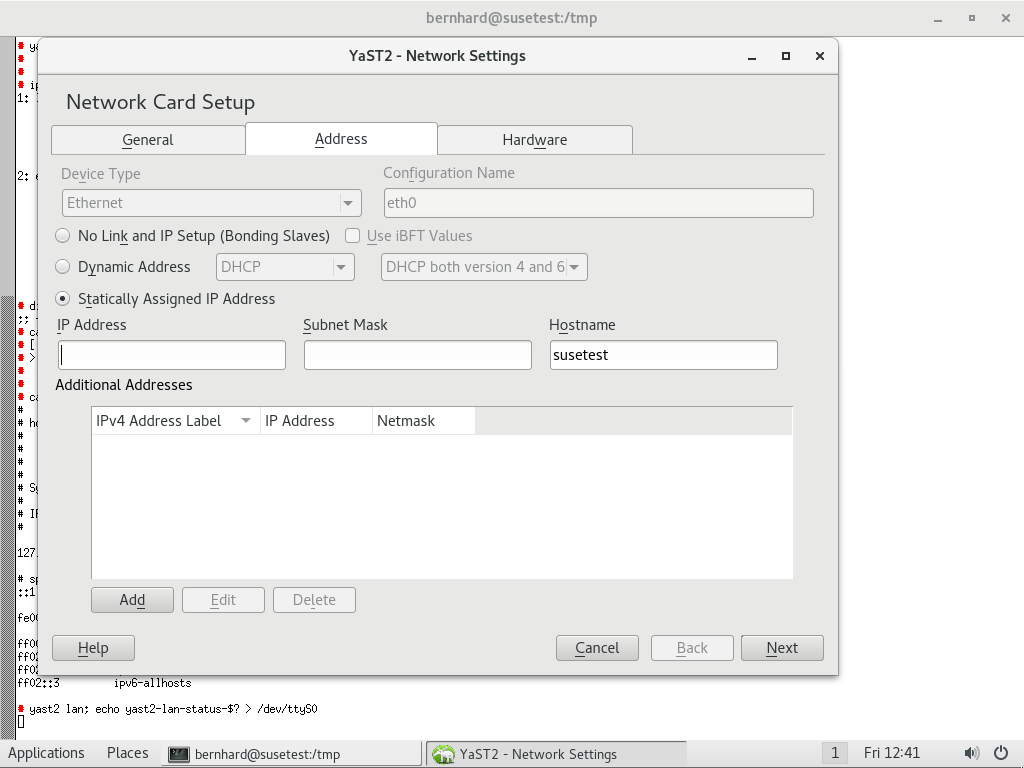 bernhard@susetest:/tmp
YaST2 - Network Settings
Network Card Setup
General
Address
Hardware
Device Type
Configuration Name
Ethernet
eth0
No Link and IP Setup (Bonding Slaves)
Use iBFT Values
Dynamic Address
DHCP
DHCP both version 4 and 6
Statically Assigned IP Address
IP Address
Subnet Mask
Hostname
susetest
Additional Addresses
IPv4 Address Label
IP Address
Netmask
Add
Edit
Delete
Help
Cancel
Back
Next
1:
2:
127
::1
ff02::3 ipv6-allhosts
yast2 lan; echo yast2-lan-status-$? > /dev/ttyS0
Applications
Places
bernhard@susetest:/tmp
YaST2 - Network Settings
1
Fri 12:41